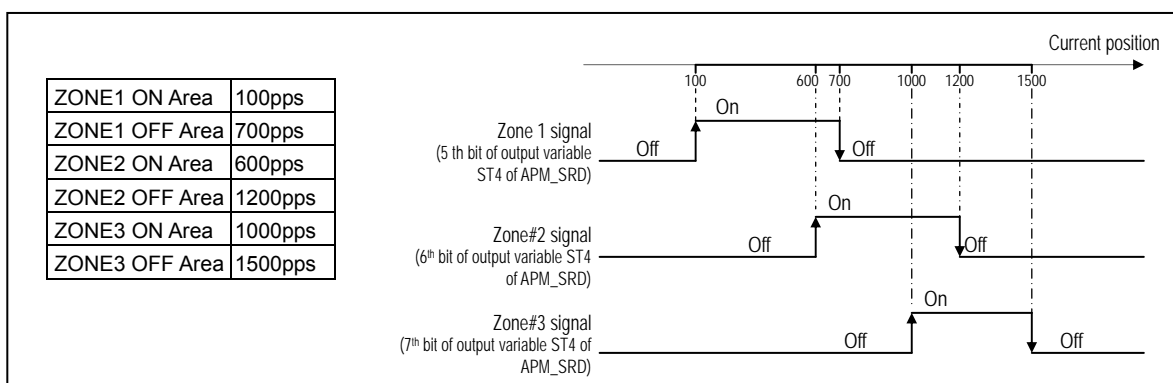 ZONE1 ON Area 100pps
ZONE1 OFF Area 700pps
ZONE2 ON Area 600pps
ZONE2 OFF Area 1200pps
ZONE3 ON Area 1000pps
ZONE3 OFF Area 1500pps
Current position
100 600 700 1000 1200 1500
On
Zone 1 signal
(5 th bit of output variable
ST4 of APM_SRD)
Off Off
On
Zone#2 signal
(6th bit of output variable ST4
of APM_SRD)
Off Off
On
Zone#3 signal
(7th bit of output variable ST4 of
APM_SRD)
Off Off